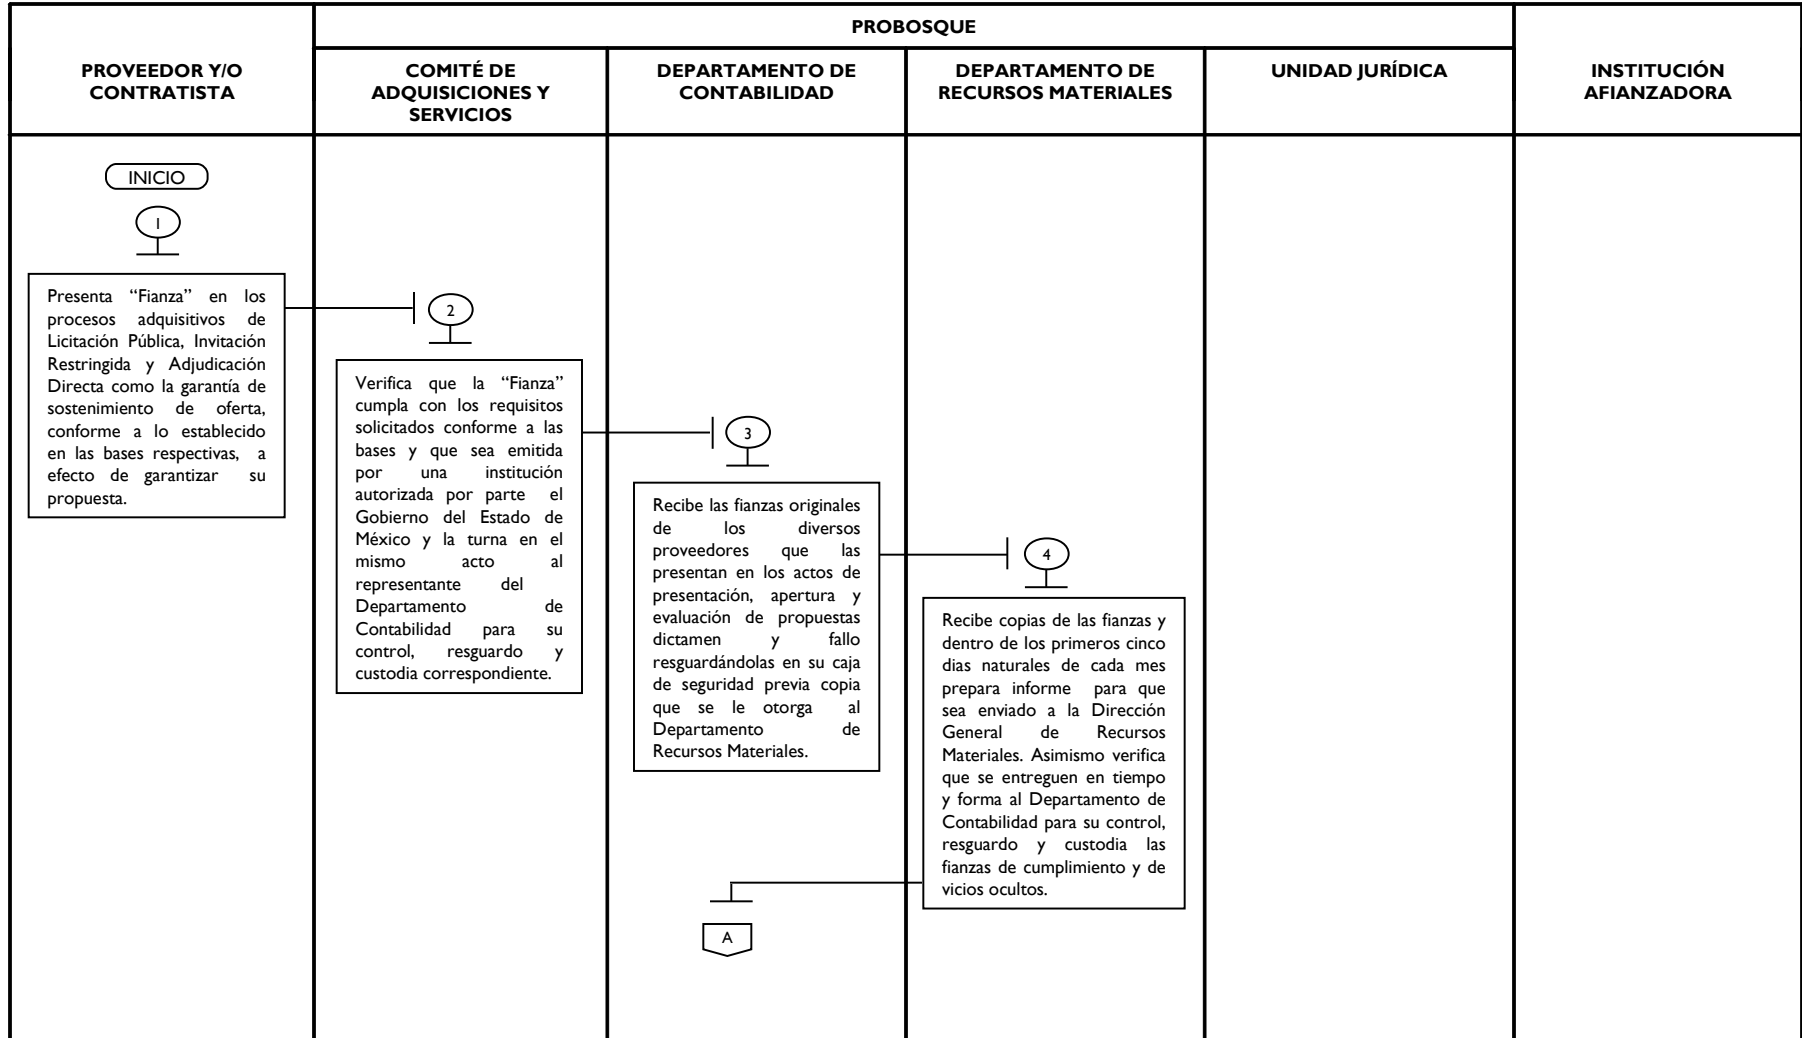 PROBOSQUE
PROVEEDOR Y/O
CONTRATISTA
COMITÉ DE
ADQUISICIONES Y
SERVICIOS
DEPARTAMENTO DE
CONTABILIDAD
DEPARTAMENTO DE
RECURSOS MATERIALES
UNIDAD JURÍDICA
INSTITUCIÓN
AFIANZADORA
INICIO
1
Presenta “Fianza” en los
procesos adquisitivos de
Licitación Pública, Invitación
Restringida y Adjudicación
Directa como la garantía de
sostenimiento de oferta,
conforme a lo establecido
en las bases respectivas, a
efecto de garantizar su
propuesta.
2
Verifica que la “Fianza”
cumpla con los requisitos
solicitados conforme a las
bases y que sea emitida
por una institución
autorizada por parte el
Gobierno del Estado de
México y la turna en el
mismo acto al
representante del
Departamento de
Contabilidad para su
control, resguardo y
custodia correspondiente.
3
Recibe las fianzas originales
de los diversos
proveedores que las
presentan en los actos de
presentación, apertura y
evaluación de propuestas
dictamen y fallo
resguardándolas en su caja
de seguridad previa copia
que se le otorga al
Departamento de
Recursos Materiales.
4
Recibe copias de las fianzas y
dentro de los primeros cinco
dias naturales de cada mes
prepara informe para que
sea enviado a la Dirección
General de Recursos
Materiales. Asimismo verifica
que se entreguen en tiempo
y forma al Departamento de
Contabilidad para su control,
resguardo y custodia las
fianzas de cumplimiento y de
vicios ocultos.
A